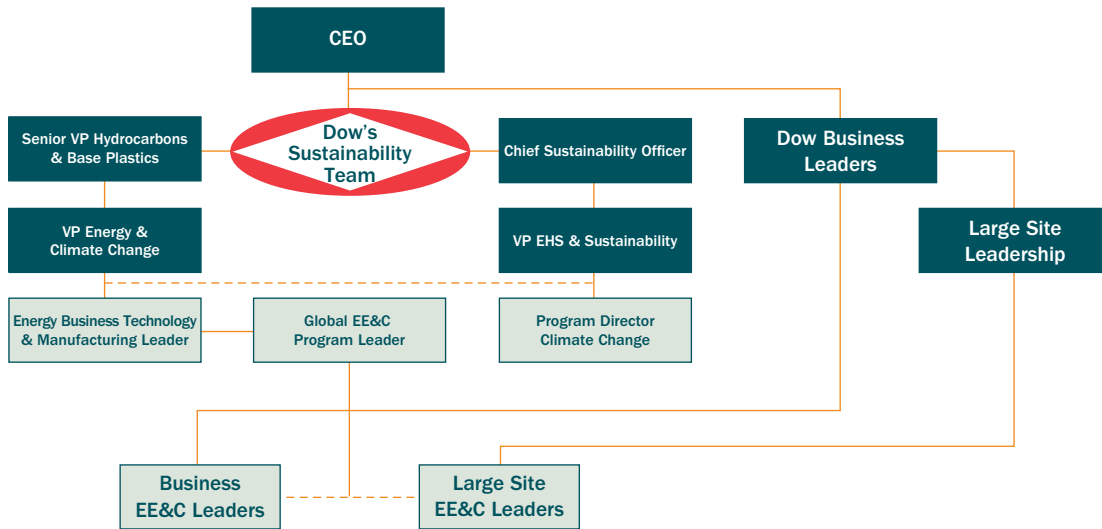 CEO
Dow's
Sustainability
Team
Senior VP Hydrocarbons
& Base Plastics
Chief Sustainability Officer
Dow Business
Leaders
VP Energy &
Climate Change
VP EHS & Sustainability
Large Site
Leadership
Energy Business Technology
& Manufacturing Leader
Global EE&C
Program Leader
Program Director
Climate Change
Business
EE&C Leaders
Large Site
EE&C Leaders